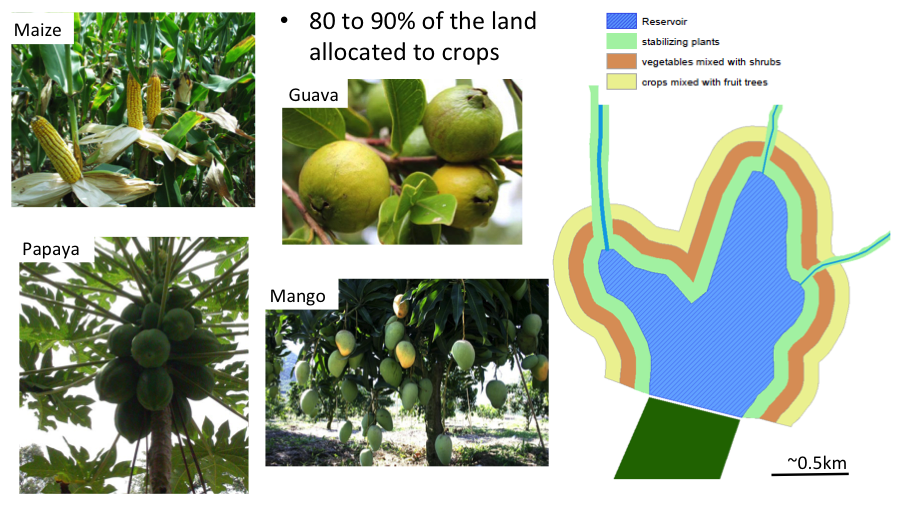 Maize
• 80 to 90% of the land
allocated to crops
Guava
Papaya
Mango
Reservoir
stabilizing plants
vegetables mixed with shrubs
crops mixed with fruit trees
~0.5km